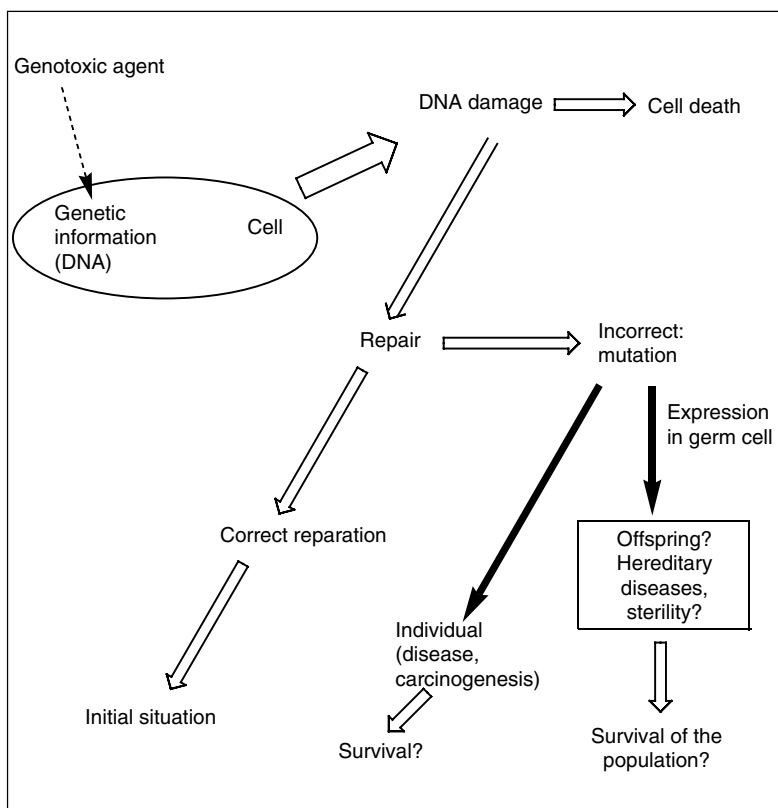 Genotoxic agent
DNA damage
Cell death
Genetic
information
(DNA)
Cell
Repair
Incorrect:
mutation
Expression
in germ cell
Correct reparation
Offspring?
Hereditary
diseases,
sterility?
Individual
(disease,
carcinogenesis)
Initial situation
Survival?
Survival of the
population?